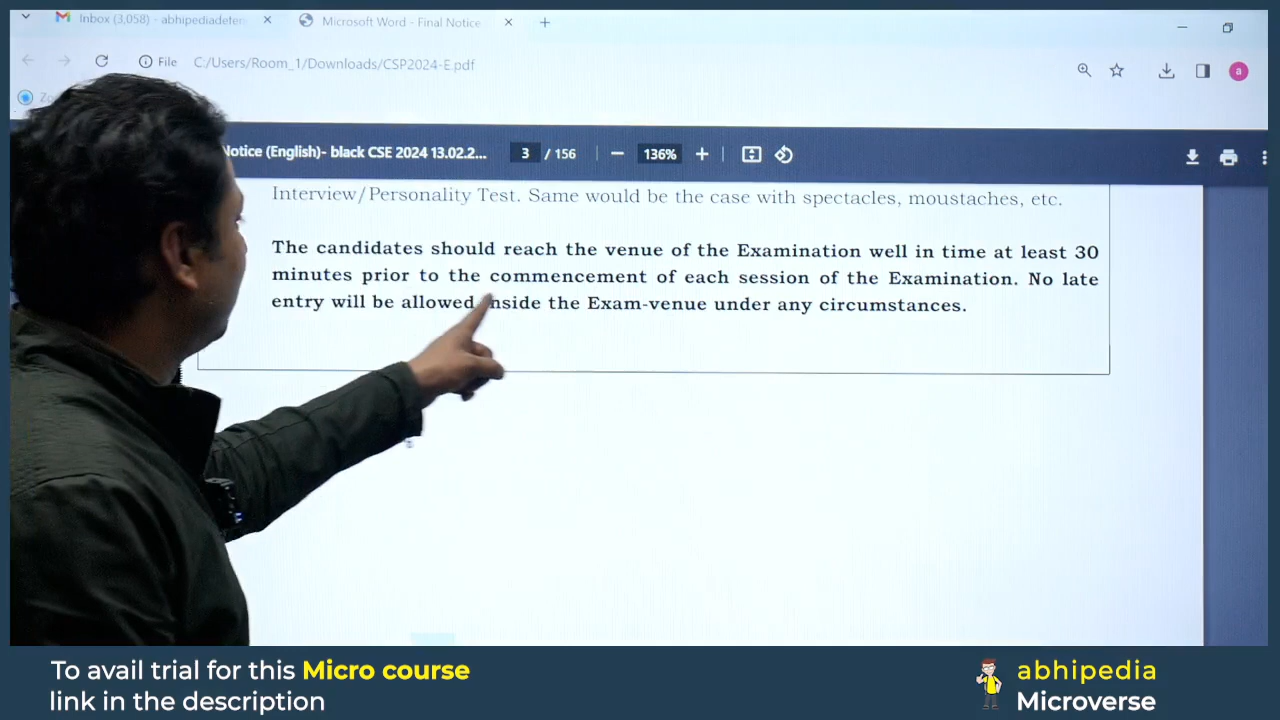 Inbox (3,058) - abhipediadefen
Microsoft Word - Final Notice
File C:/Users/Room_1/Downloads/CSP2024-E.pdf
a
Notice (English)- black CSE 2024 13.02.2... 3 / 156 136%
Interview/Personality Test. Same would be the case with spectacles, moustaches, etc.
The candidates should reach the venue of the Examination well in time at least 30
minutes prior to the commencement of each session of the Examination. No late
entry will be allowed inside the Exam-venue under any circumstances.
To avail trial for this Micro course
link in the description
abhipedia
Microverse